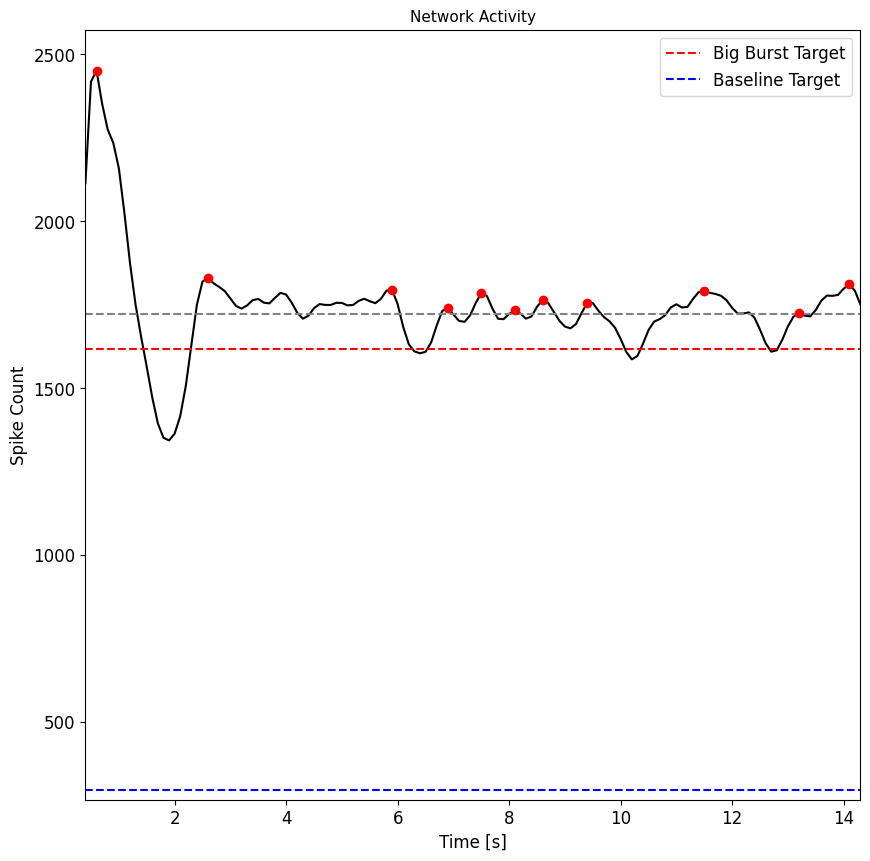 Network Activity
Big Burst Target
Baseline Target
Spike Count
2500
2000
1500
1000
500
2 4 6 8 10 12 14
Time [s]